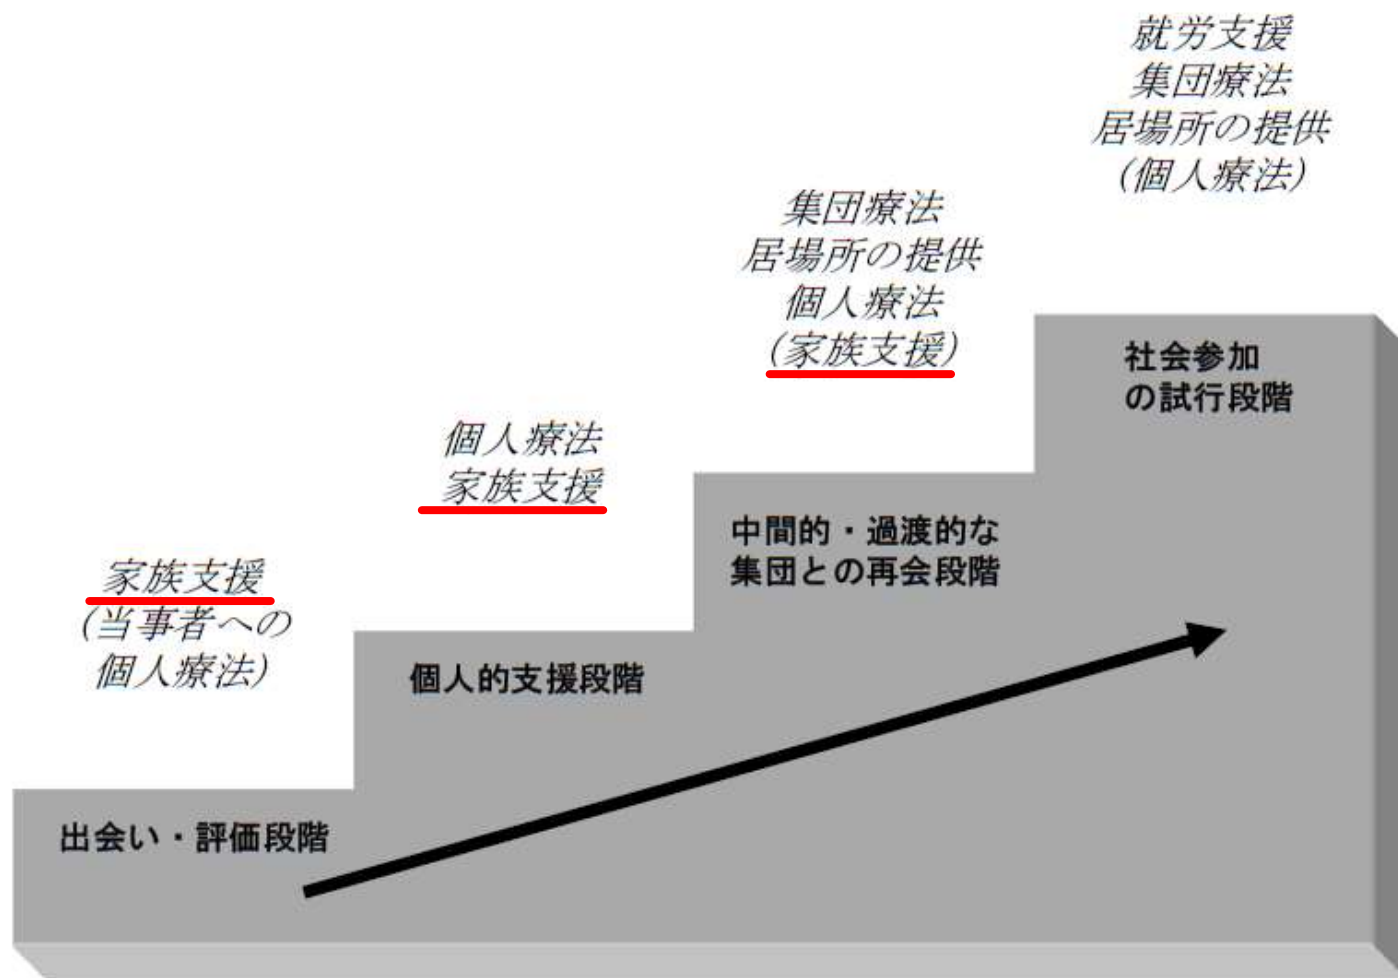 就労支援
集団療法
居場所の提供
(個人療法)
社会参加
の試行段階
集団療法
居場所の提供
個人療法
(家族支援)
中間的・過渡的な
集団との再会段階
個人療法
家族支援
個人的支援段階
家族支援
(当事者への
個人療法)
出会い・評価段階